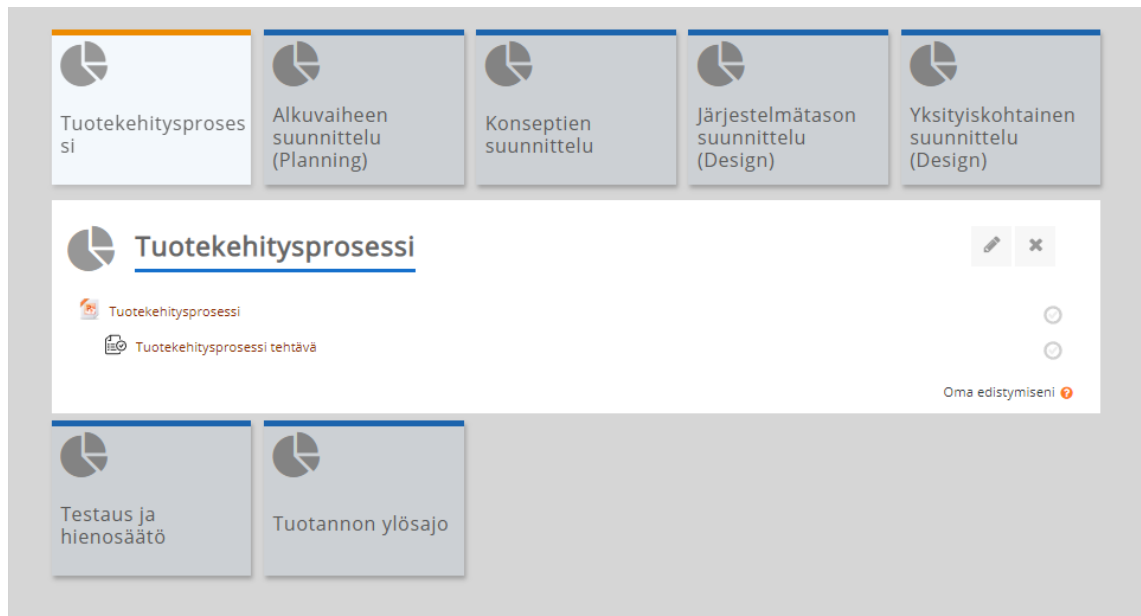 Tuotekehitysproses
si
Alkuvaiheen
suunnittelu
(Planning)
Konseptien
suunnittelu
Järjestelmätason
suunnittelu
(Design)
Yksityiskohtainen
suunnittelu
(Design)
Tuotekehitysprosessi
Tuotekehitysprosessi
Tuotekehitysprosessi tehtävä
Oma edistymiseni
Testaus ja
hienosäätö
Tuotannon ylösajo